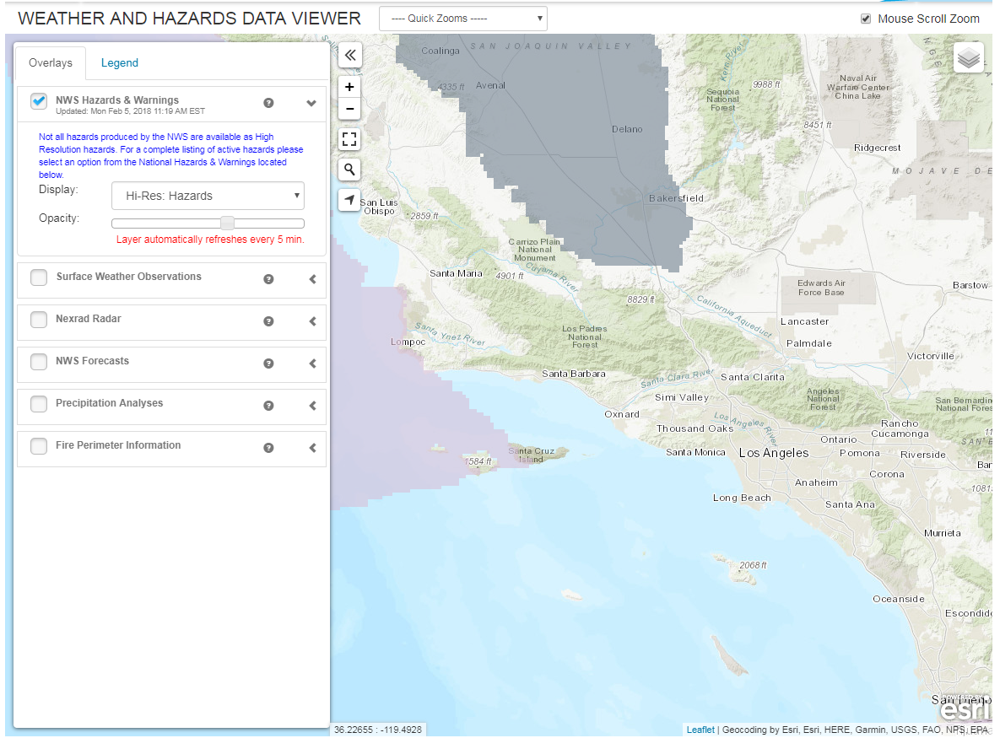 WEATHER AND HAZARDS DATA VIEWER
---- Quick Zooms -----
Mouse Scroll Zoom
Overlays
Legend
NWS Hazards & Warnings
Updated: Mon Feb 5, 2018 11:19 AM EST
Not all hazards produced by the NWS are available as High
Resolution hazards. For a complete listing of active hazards please
select an option from the National Hazards & Warnings located
below.
Display:
Hi-Res: Hazards
Opacity:
Layer automatically refreshes every 5 min.
Surface Weather Observations
Nexrad Radar
NWS Forecasts
Precipitation Analyses
Fire Perimeter Information
+
−
Coalinga
SAN JOAQUIN VALLEY
Kern River
4335 ft
Avenal
Sequoia
National
Forest
9988 ft
Naval Air
Warfare Center
China Lake
8451 ft
Delano
Ridgecrest
MOJAVE DE
Bakersfield
San Luis
Obispo
2859 ft
Carrizo Plain
National
Monument
Cuyama River
Santa Maria
4901 ft
8829 ft
Edwards Air
Force Base
Barstow
California Aqueduct
Lancaster
Los Padres
National
Forest
Santa Ynez River
Lompoc
Palmdale
Victorville
Santa Barbara
Santa Clara River
Santa Clarita
Simi Valley
Angeles
National
Forest
San Bernardin
National Fores
Oxnard
Los Angeles River
Thousand Oaks
Rancho
Cucamonga
Ontario
Santa Cruz
Island
1584 ft
Santa Monica
Los Angeles
Pomona
Riverside
Ban
Corona
Anaheim
1081
Long Beach
Santa Ana
Murrieta
2068 ft
Oceanside
Escondido
San Diego
POWERED BY
esri
36.22655 : -119.4928
Leaflet | Geocoding by Esri, Esri, HERE, Garmin, USGS, FAO, NPS, EPA